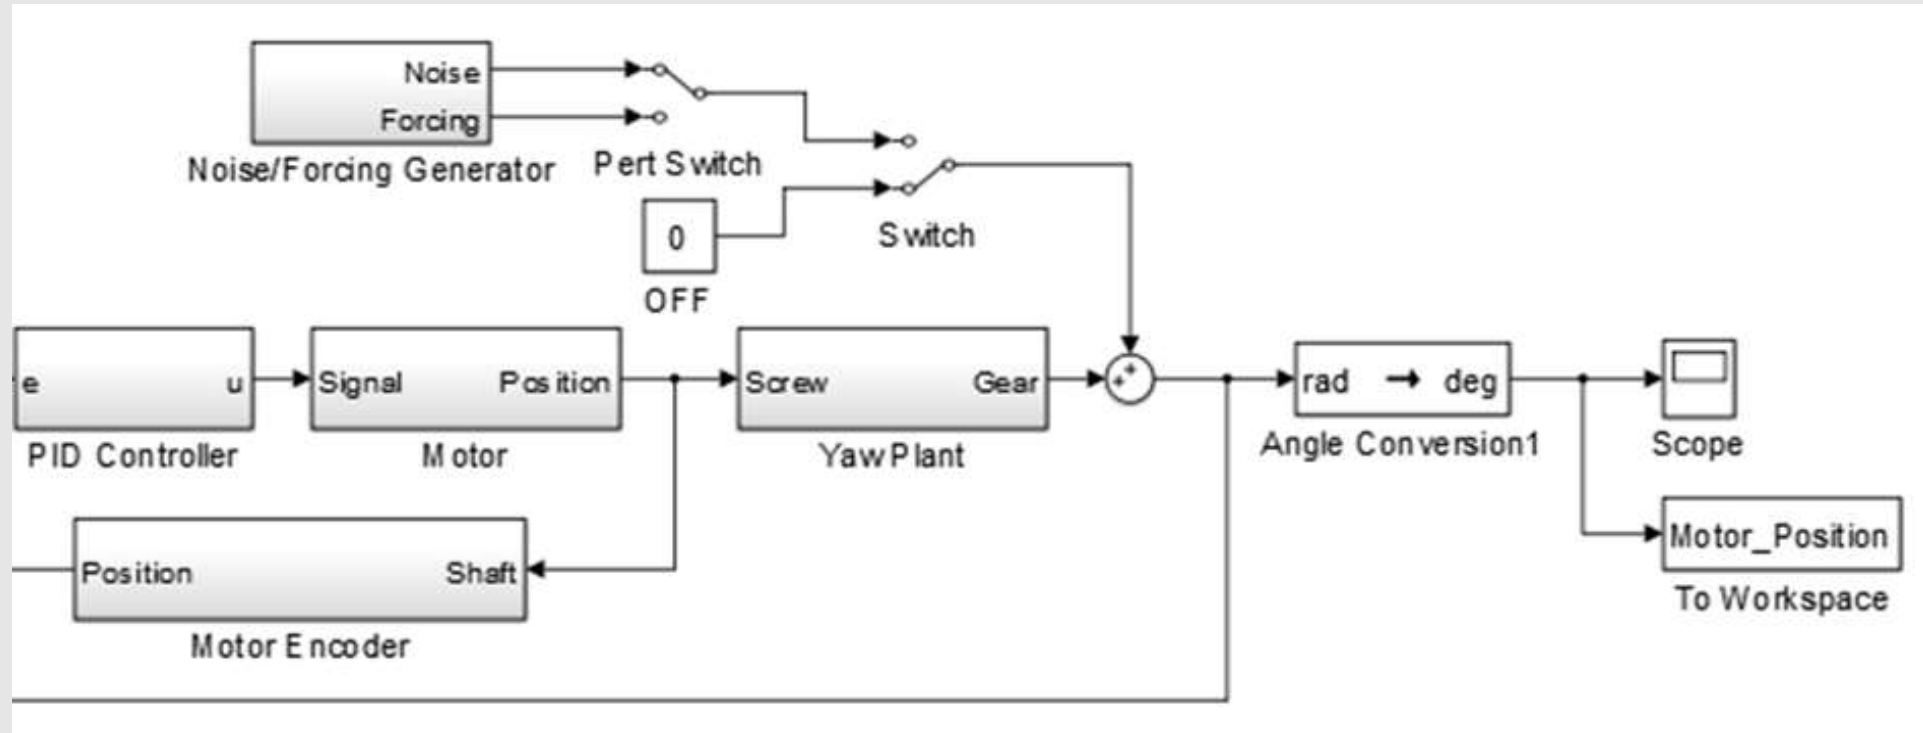 Noise
Forcing
Noise/Forcing Generator
Pert Switch
0
OFF
Switch
e u
PID Controller
Signal Position
Motor
Screw Gear
Yaw Plant
++
rad → deg
Angle Conversion1
Scope
Position Shaft
Motor Encoder
Motor_Position
To Workspace